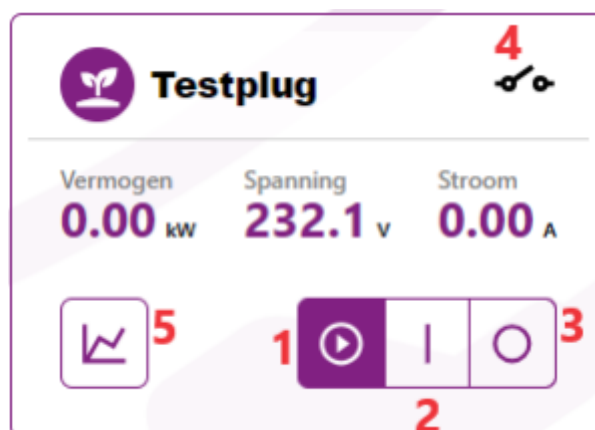 4
Testplug
Vermogen Spanning Stroom
0.00 kW 232.1 V 0.00 A
5 1 3
2